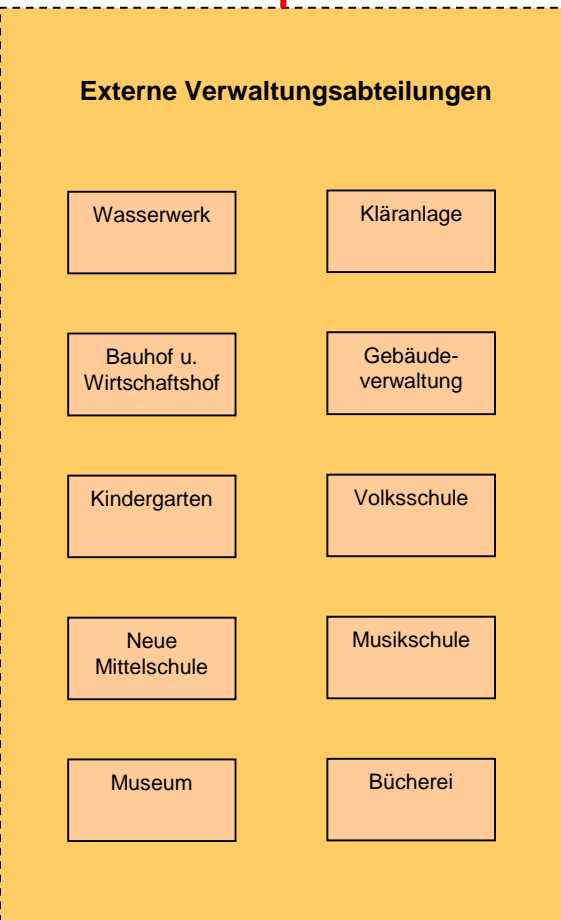 Externe Verwaltungsabteilungen
Wasserwerk
Kläranlage
Bauhof u.
Wirtschaftshof
Gebäude-
verwaltung
Kindergarten
Volksschule
Neue
Mittelschule
Musikschule
Museum
Bücherei